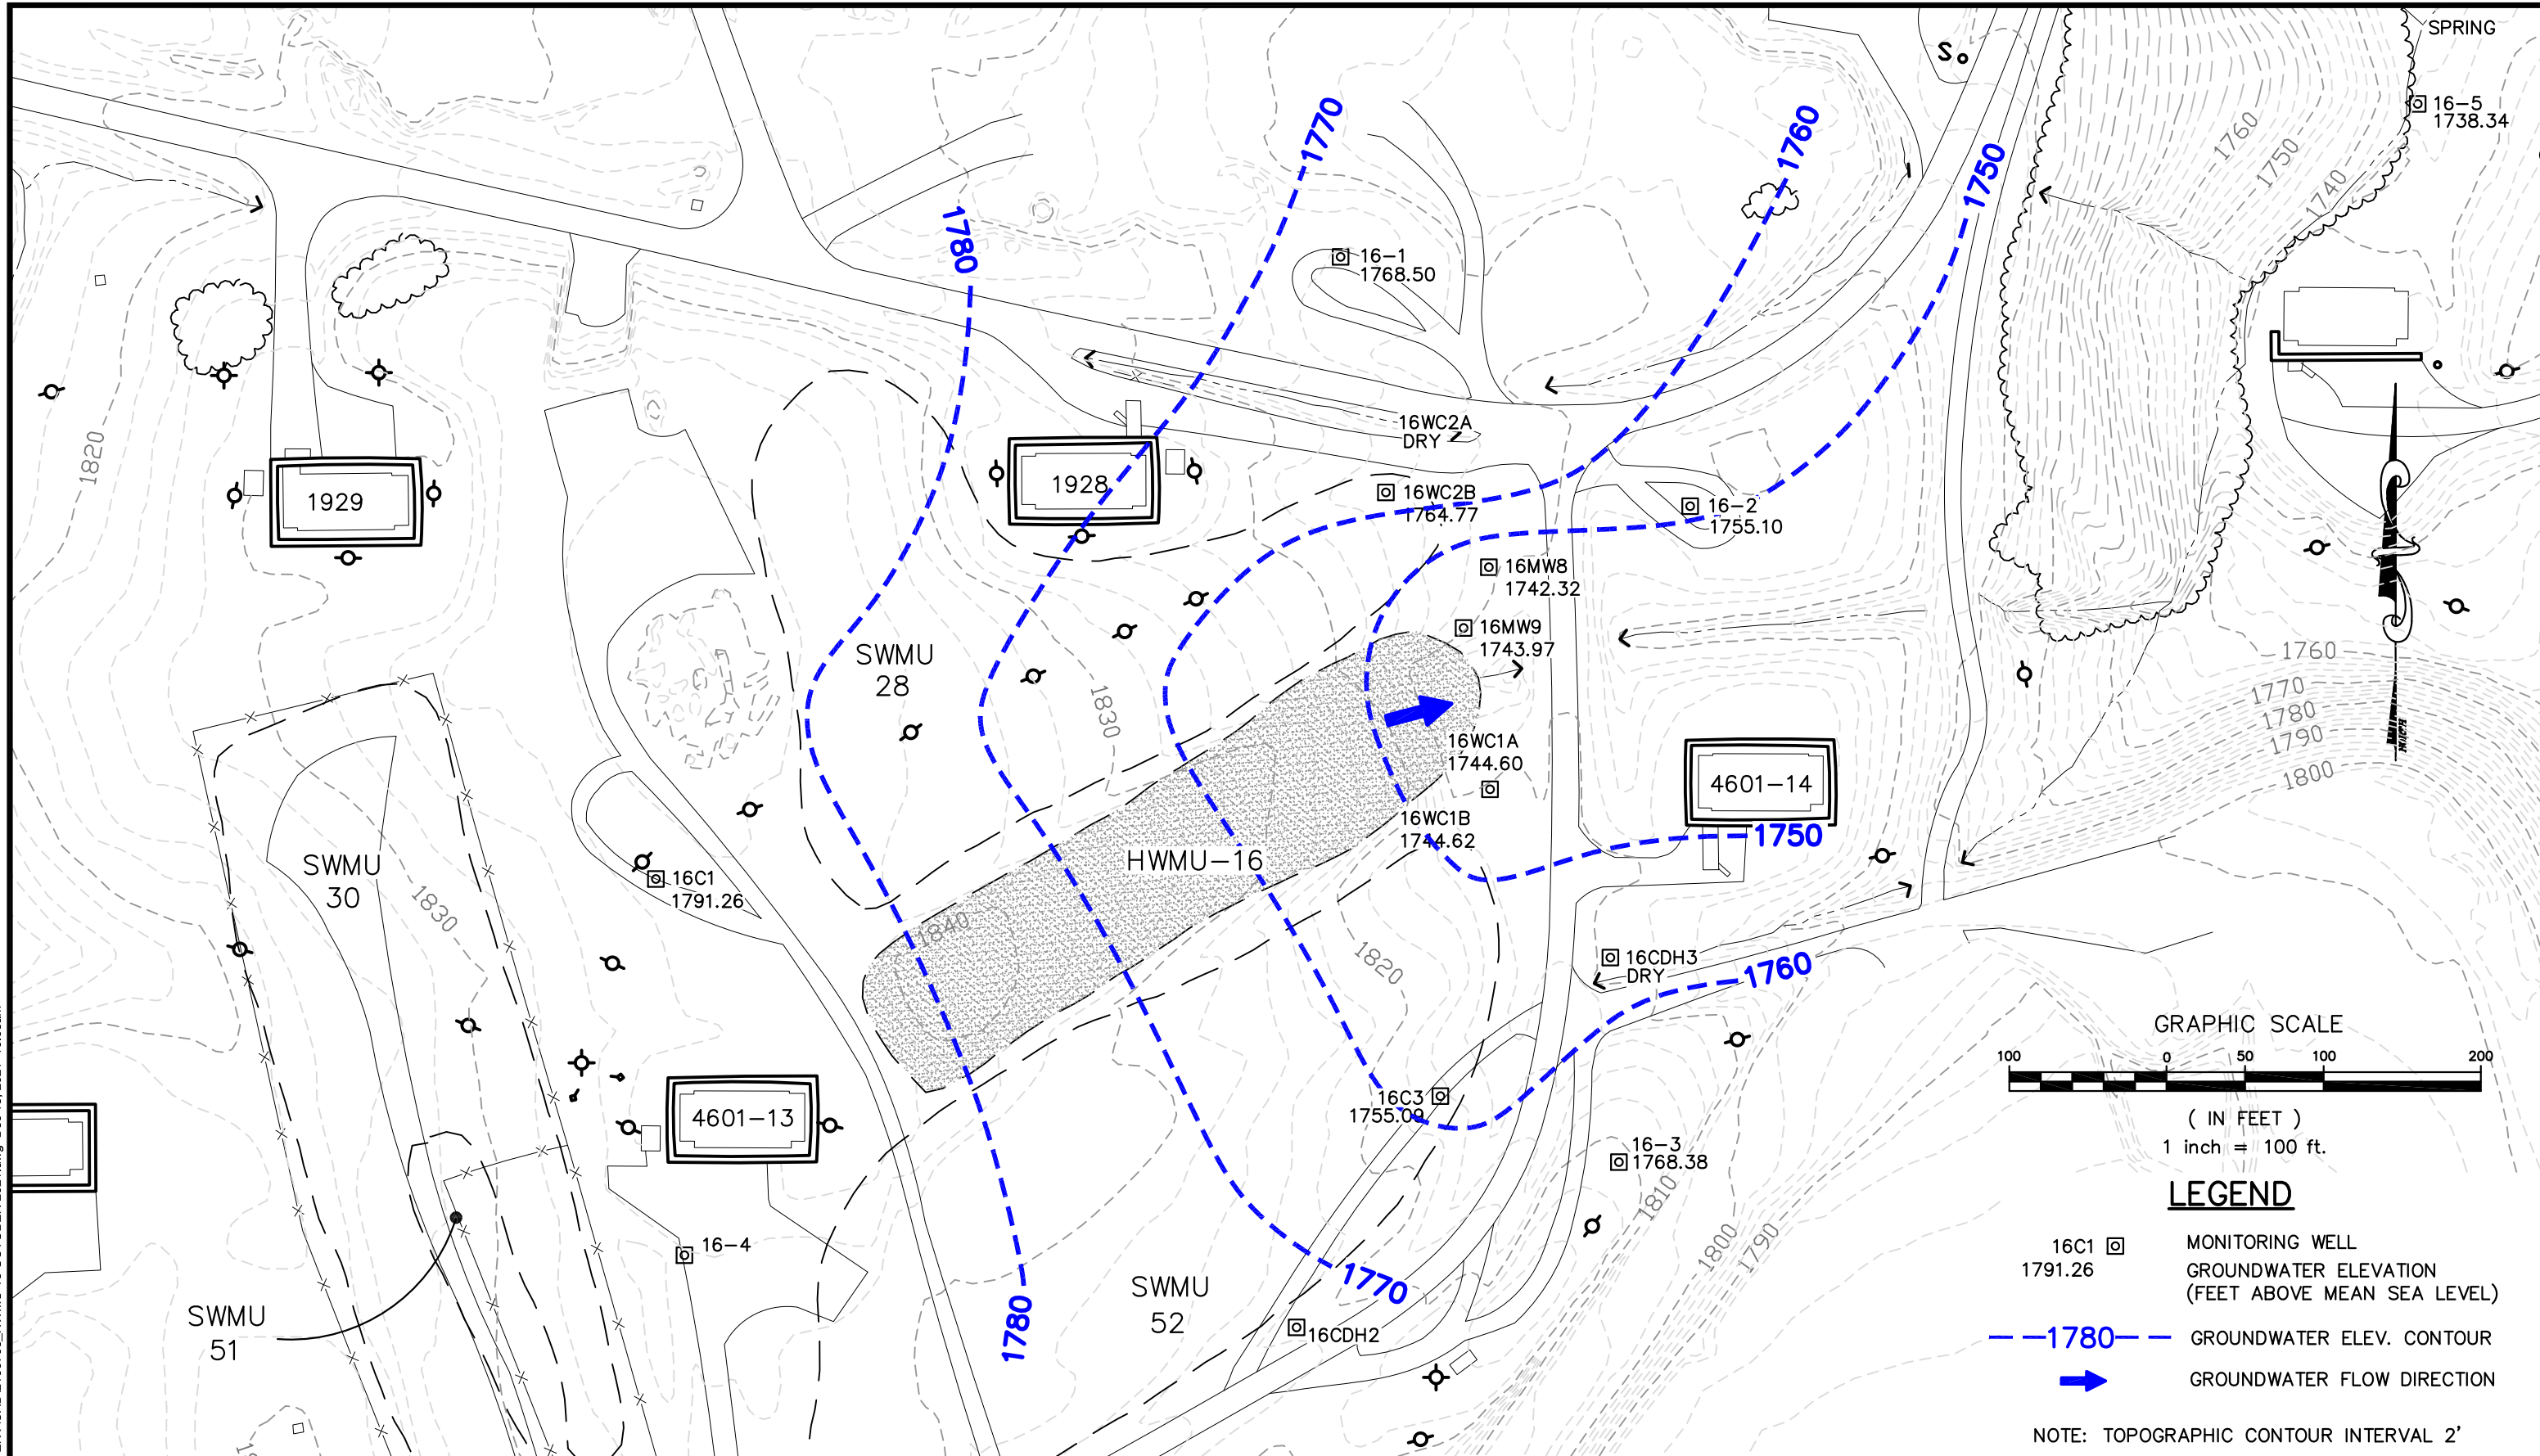 SPRING
S
16-5
1738.34
1770
1760
1750
1780
1760
1750
1740
16-1
1768.50
1820
16WC2A
DRY
1929
1928
16WC2B
1764.77
16-2
1755.10
16MW8
1742.32
16MW9
1743.97
SWMU
28
1830
1760
1770
1780
1790
1800
16WC1A
1744.60
4601-14
16WC1B
1744.62
1750
HWMU-16
SWMU
30
16C1
1791.26
1830
1840
1820
16CDH3
DRY
1760
GRAPHIC SCALE
100 0 50 100 200
( IN FEET )
1 inch = 100 ft.
4601-13
16C3
1755.09
16-3
1768.38
1810
1800
1790
LEGEND
16C1 MONITORING WELL
1791.26 GROUNDWATER ELEVATION
(FEET ABOVE MEAN SEA LEVEL)
1780 GROUNDWATER ELEV. CONTOUR
GROUNDWATER FLOW DIRECTION
16-4
SWMU
51
SWMU
52
1770
1780
16CDH2
NOTE: TOPOGRAPHIC CONTOUR INTERVAL 2'